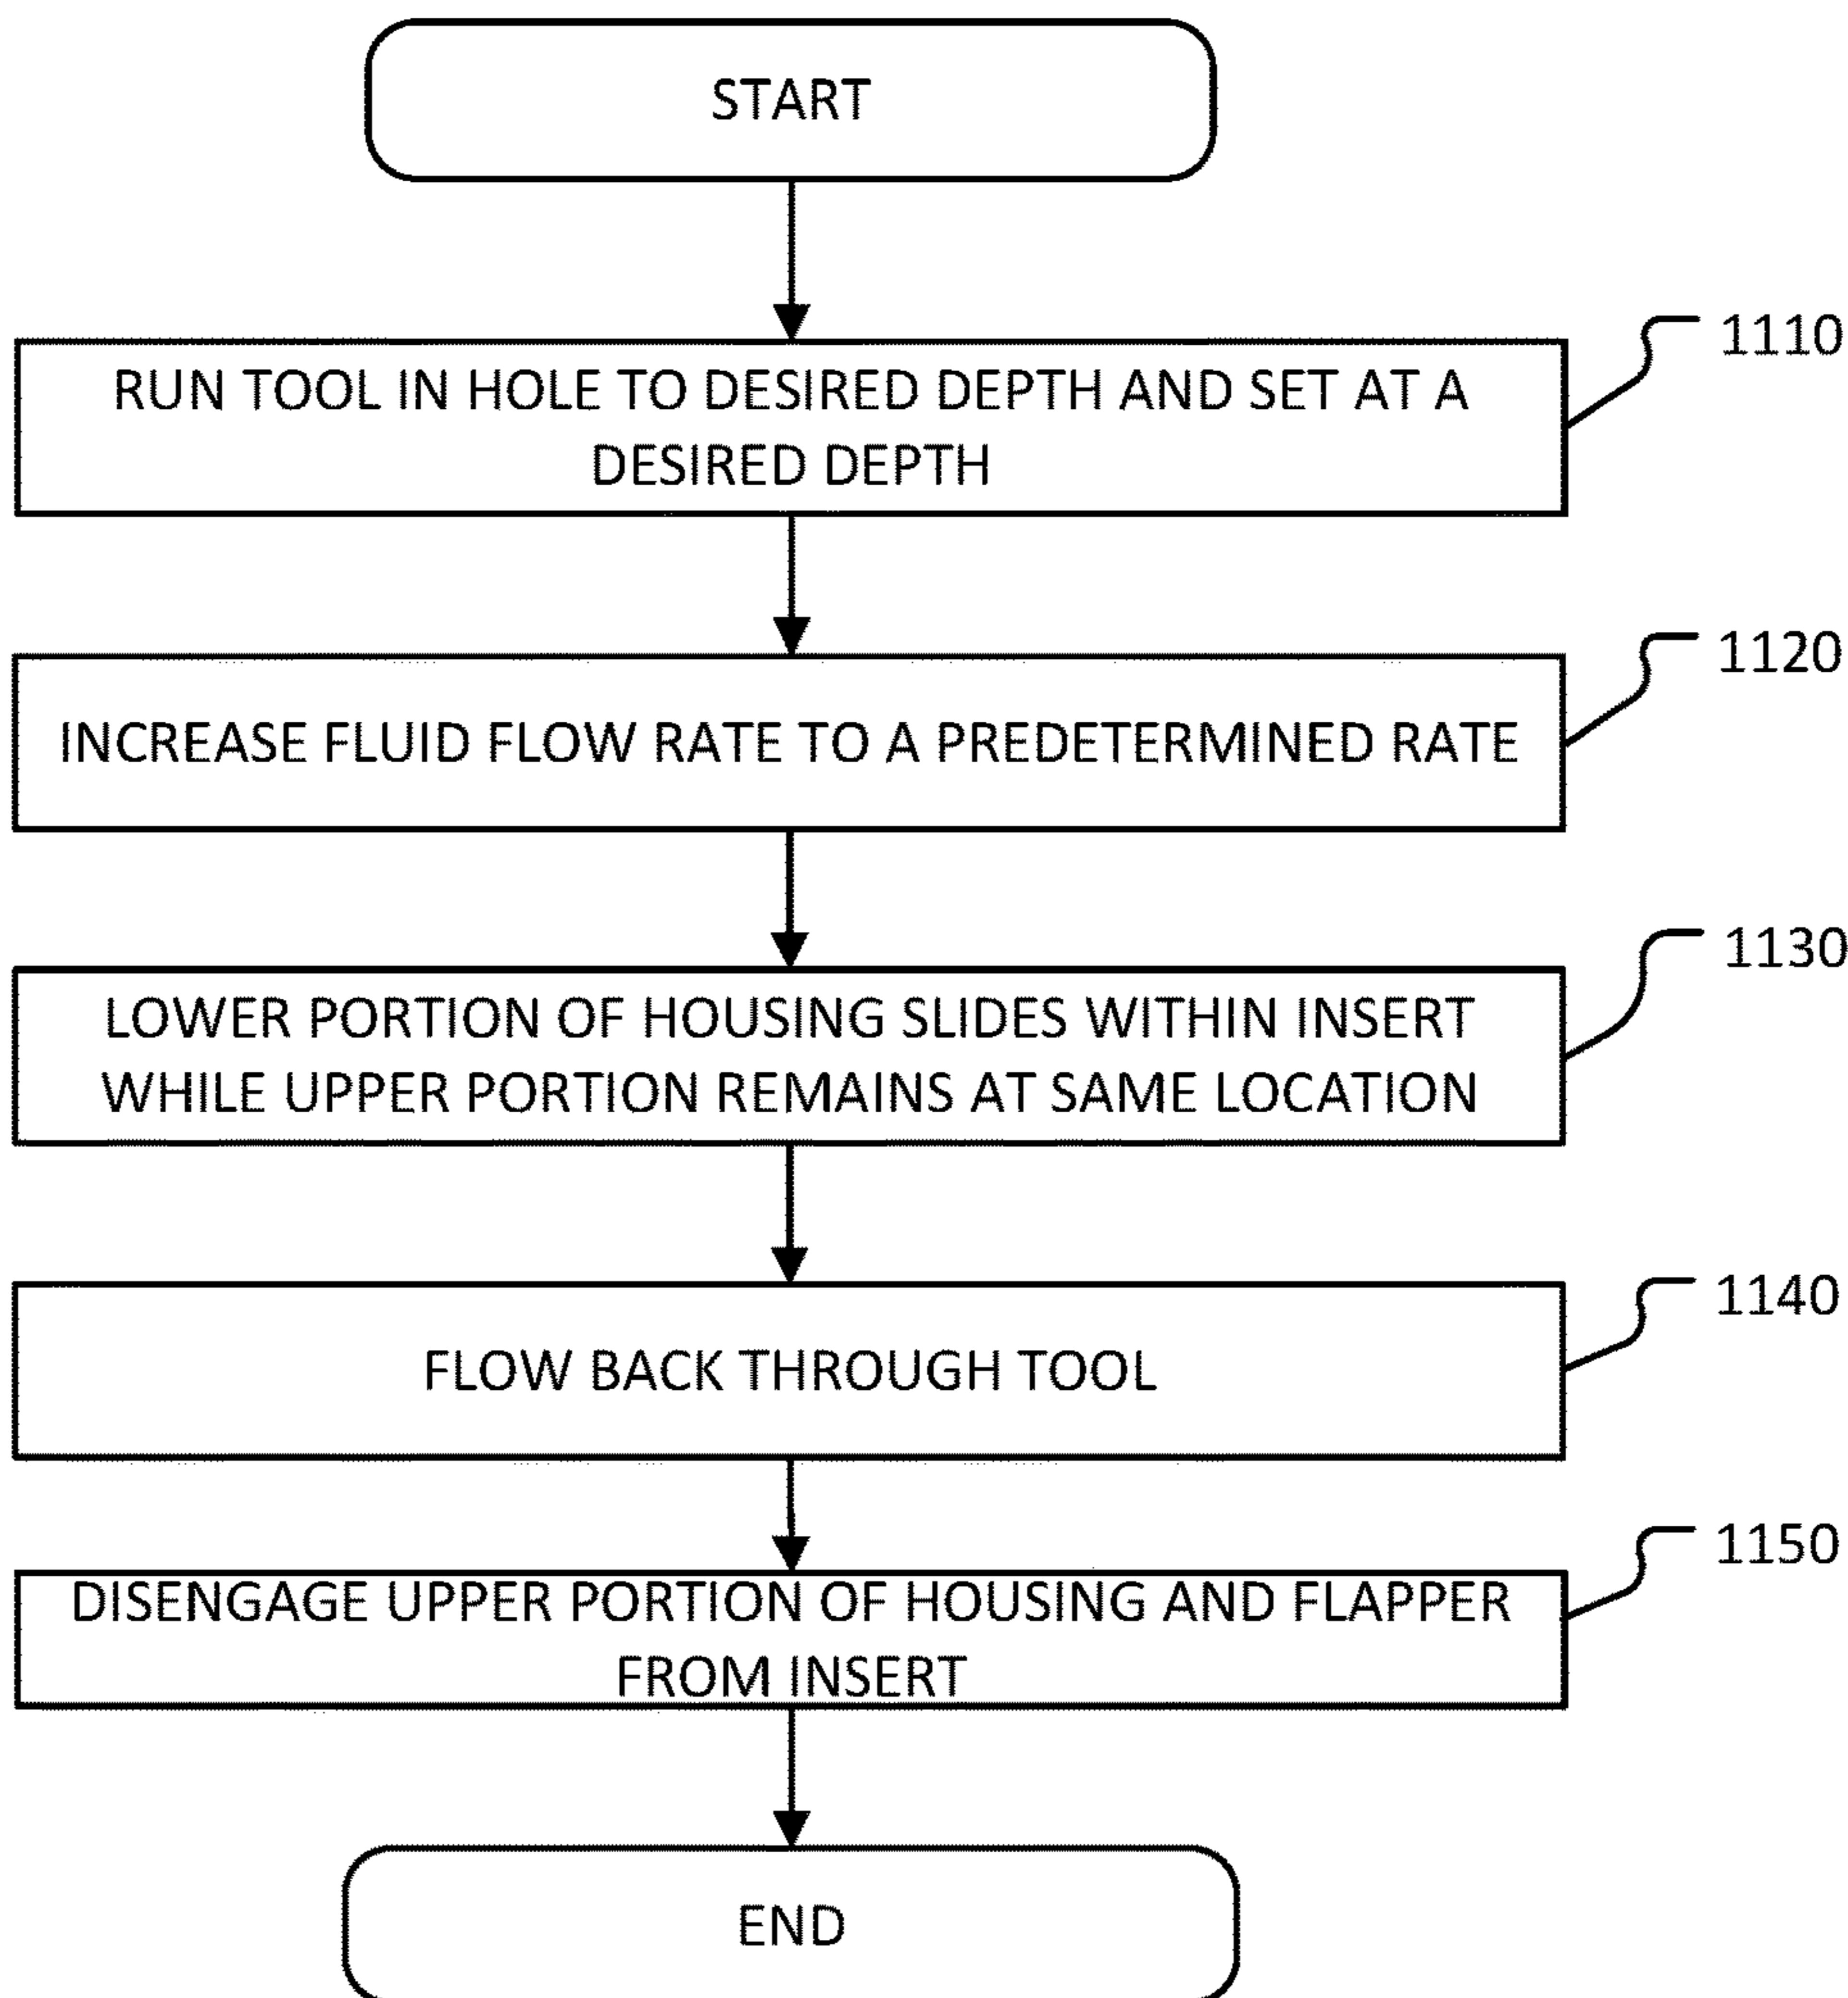 START
1110
RUN TOOL IN HOLE TO DESIRED DEPTH AND SET AT A
DESIRED DEPTH
1120
INCREASE FLUID FLOW RATE TO A PREDETERMINED RATE
1130
LOWER PORTION OF HOUSING SLIDES WITHIN INSERT
WHILE UPPER PORTION REMAINS AT SAME LOCATION
1140
FLOW BACK THROUGH TOOL
1150
DISENGAGE UPPER PORTION OF HOUSING AND FLAPPER
FROM INSERT
END